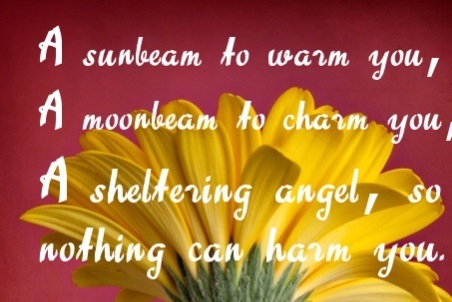 A sunbeam to warm you,
A moonbeam to charm you,
A sheltering angel, so
nothing can harm you.